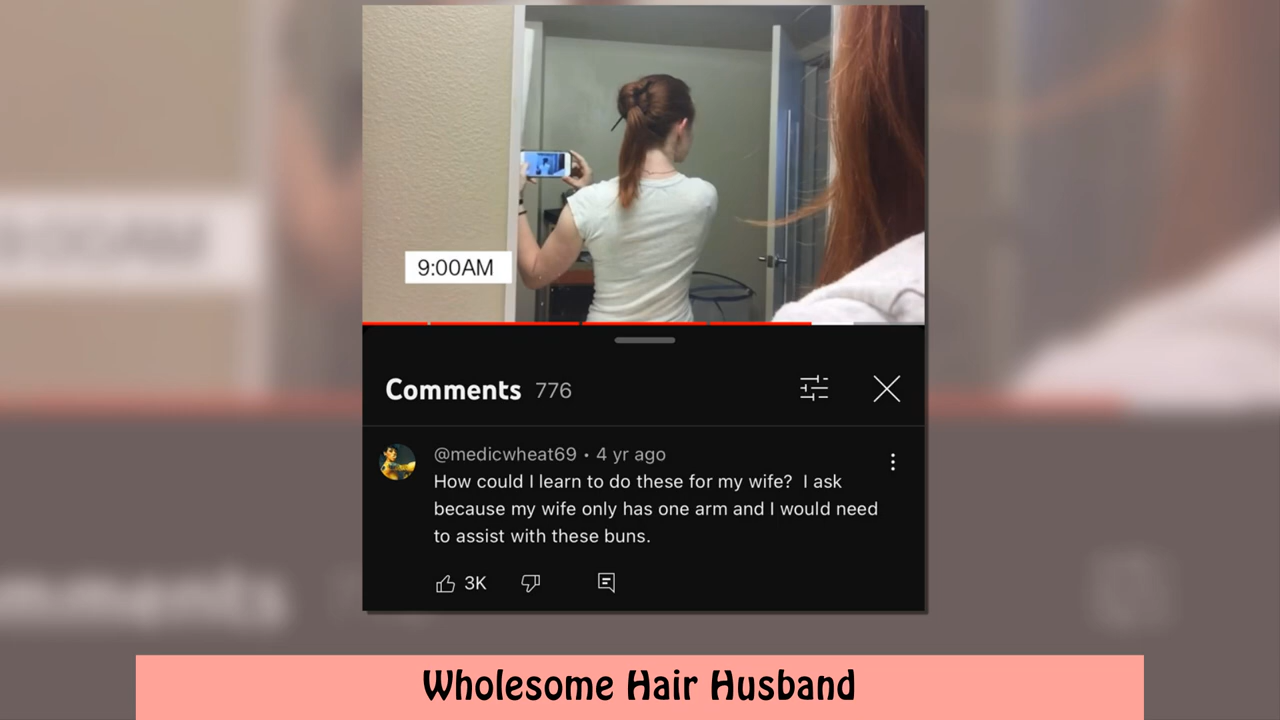 9:00AM
Comments 776
@medicwheat69 • 4 yr ago
How could I learn to do these for my wife?  I ask
because my wife only has one arm and I would need
to assist with these buns.
3K
Wholesome Hair Husband